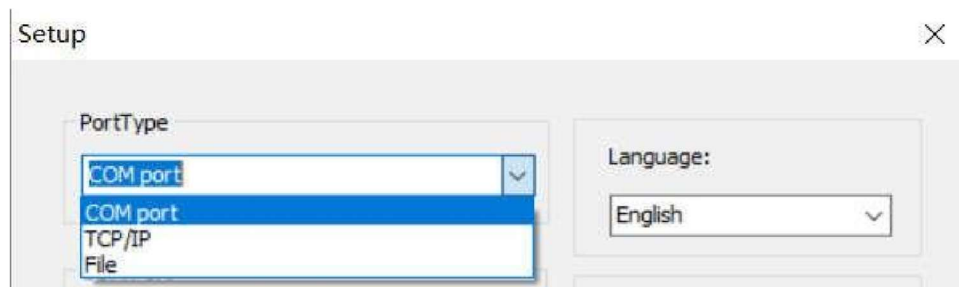 Setup
PortType
COM port
COM port
TCP/IP
File
Language:
English